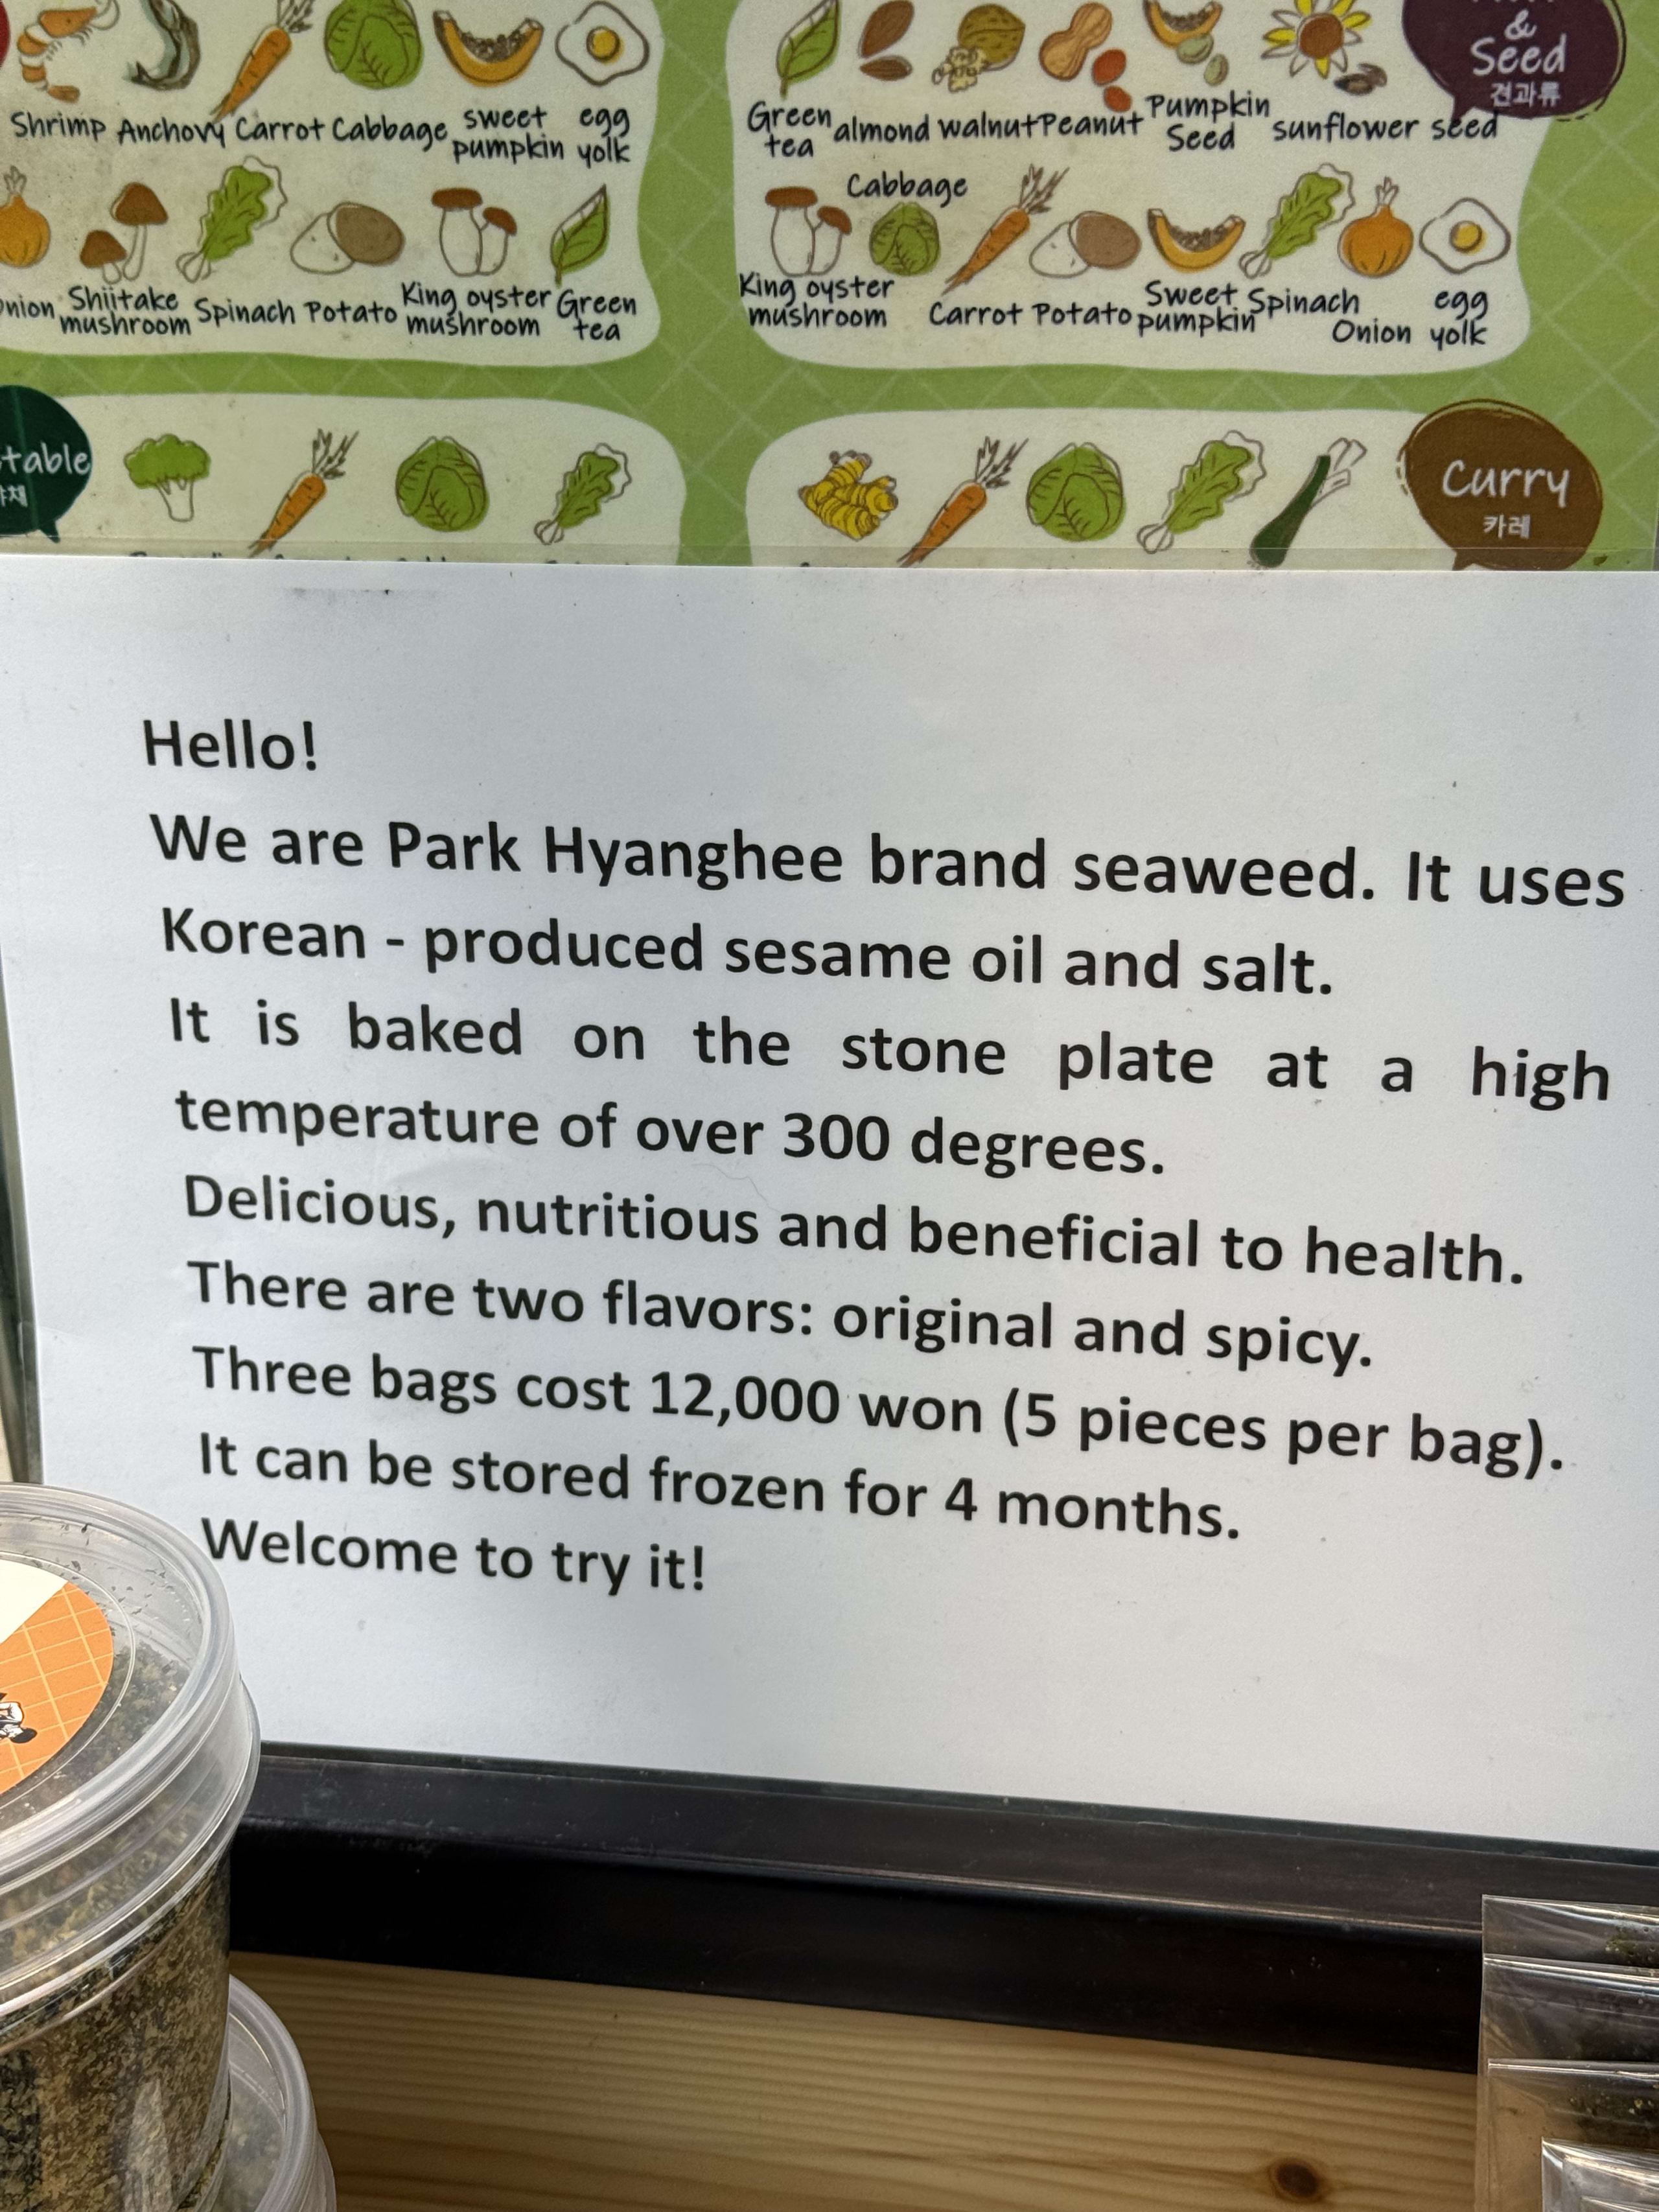 &
Seed
견과류
Shrimp Anchovy Carrot Cabbage sweet pumpkin egg yolk
Green tea almond walnut Peanut Pumpkin Seed sunflower seed
Shiitake mushroom Spinach Potato King oyster mushroom Green tea
King oyster mushroom Cabbage Carrot Potato Sweet pumpkin Spinach Onion egg yolk
Curry
카레
Hello!
We are Park Hyanghee brand seaweed. It uses
Korean - produced sesame oil and salt.
It is baked on the stone plate at a high
temperature of over 300 degrees.
Delicious, nutritious and beneficial to health.
There are two flavors: original and spicy.
Three bags cost 12,000 won (5 pieces per bag).
It can be stored frozen for 4 months.
Welcome to try it!